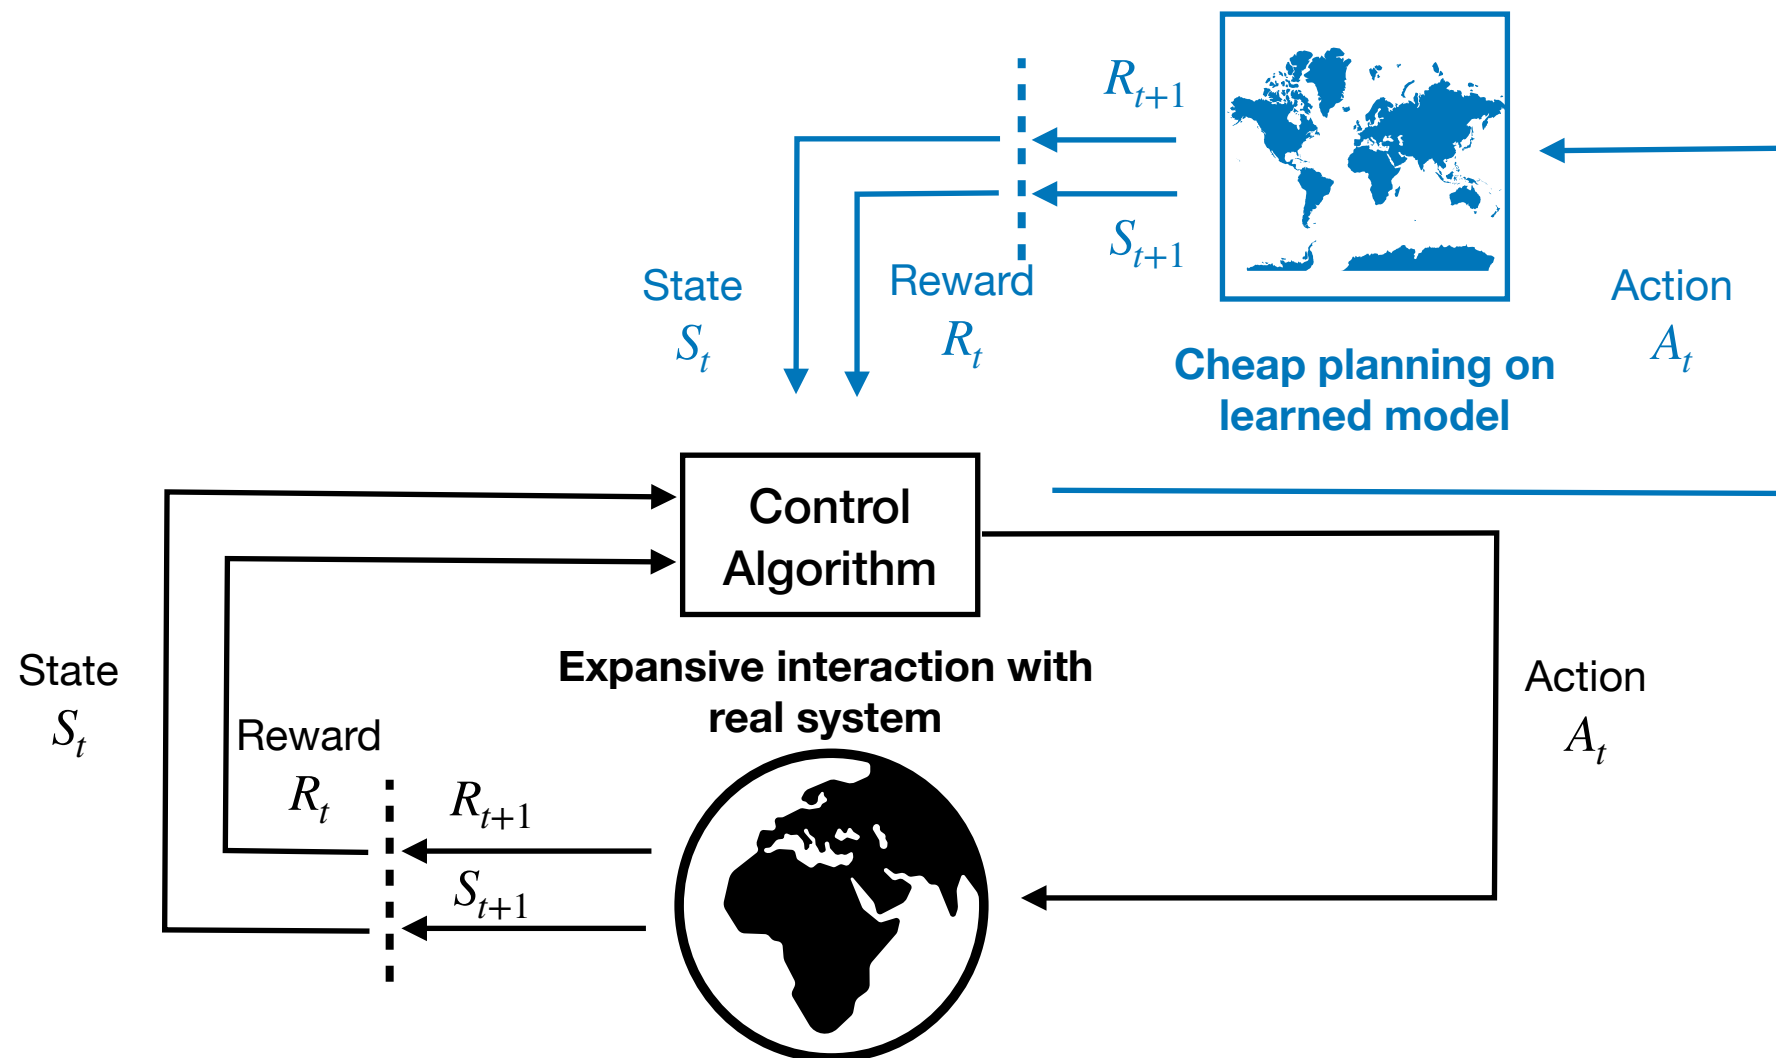 R_{t+1}
S_{t+1}
State
S_t
Reward
R_t
Action
A_t
Cheap planning on
learned model
Control
Algorithm
Expansive interaction with
real system
State
S_t
Reward
R_t
R_{t+1}
S_{t+1}
Action
A_t